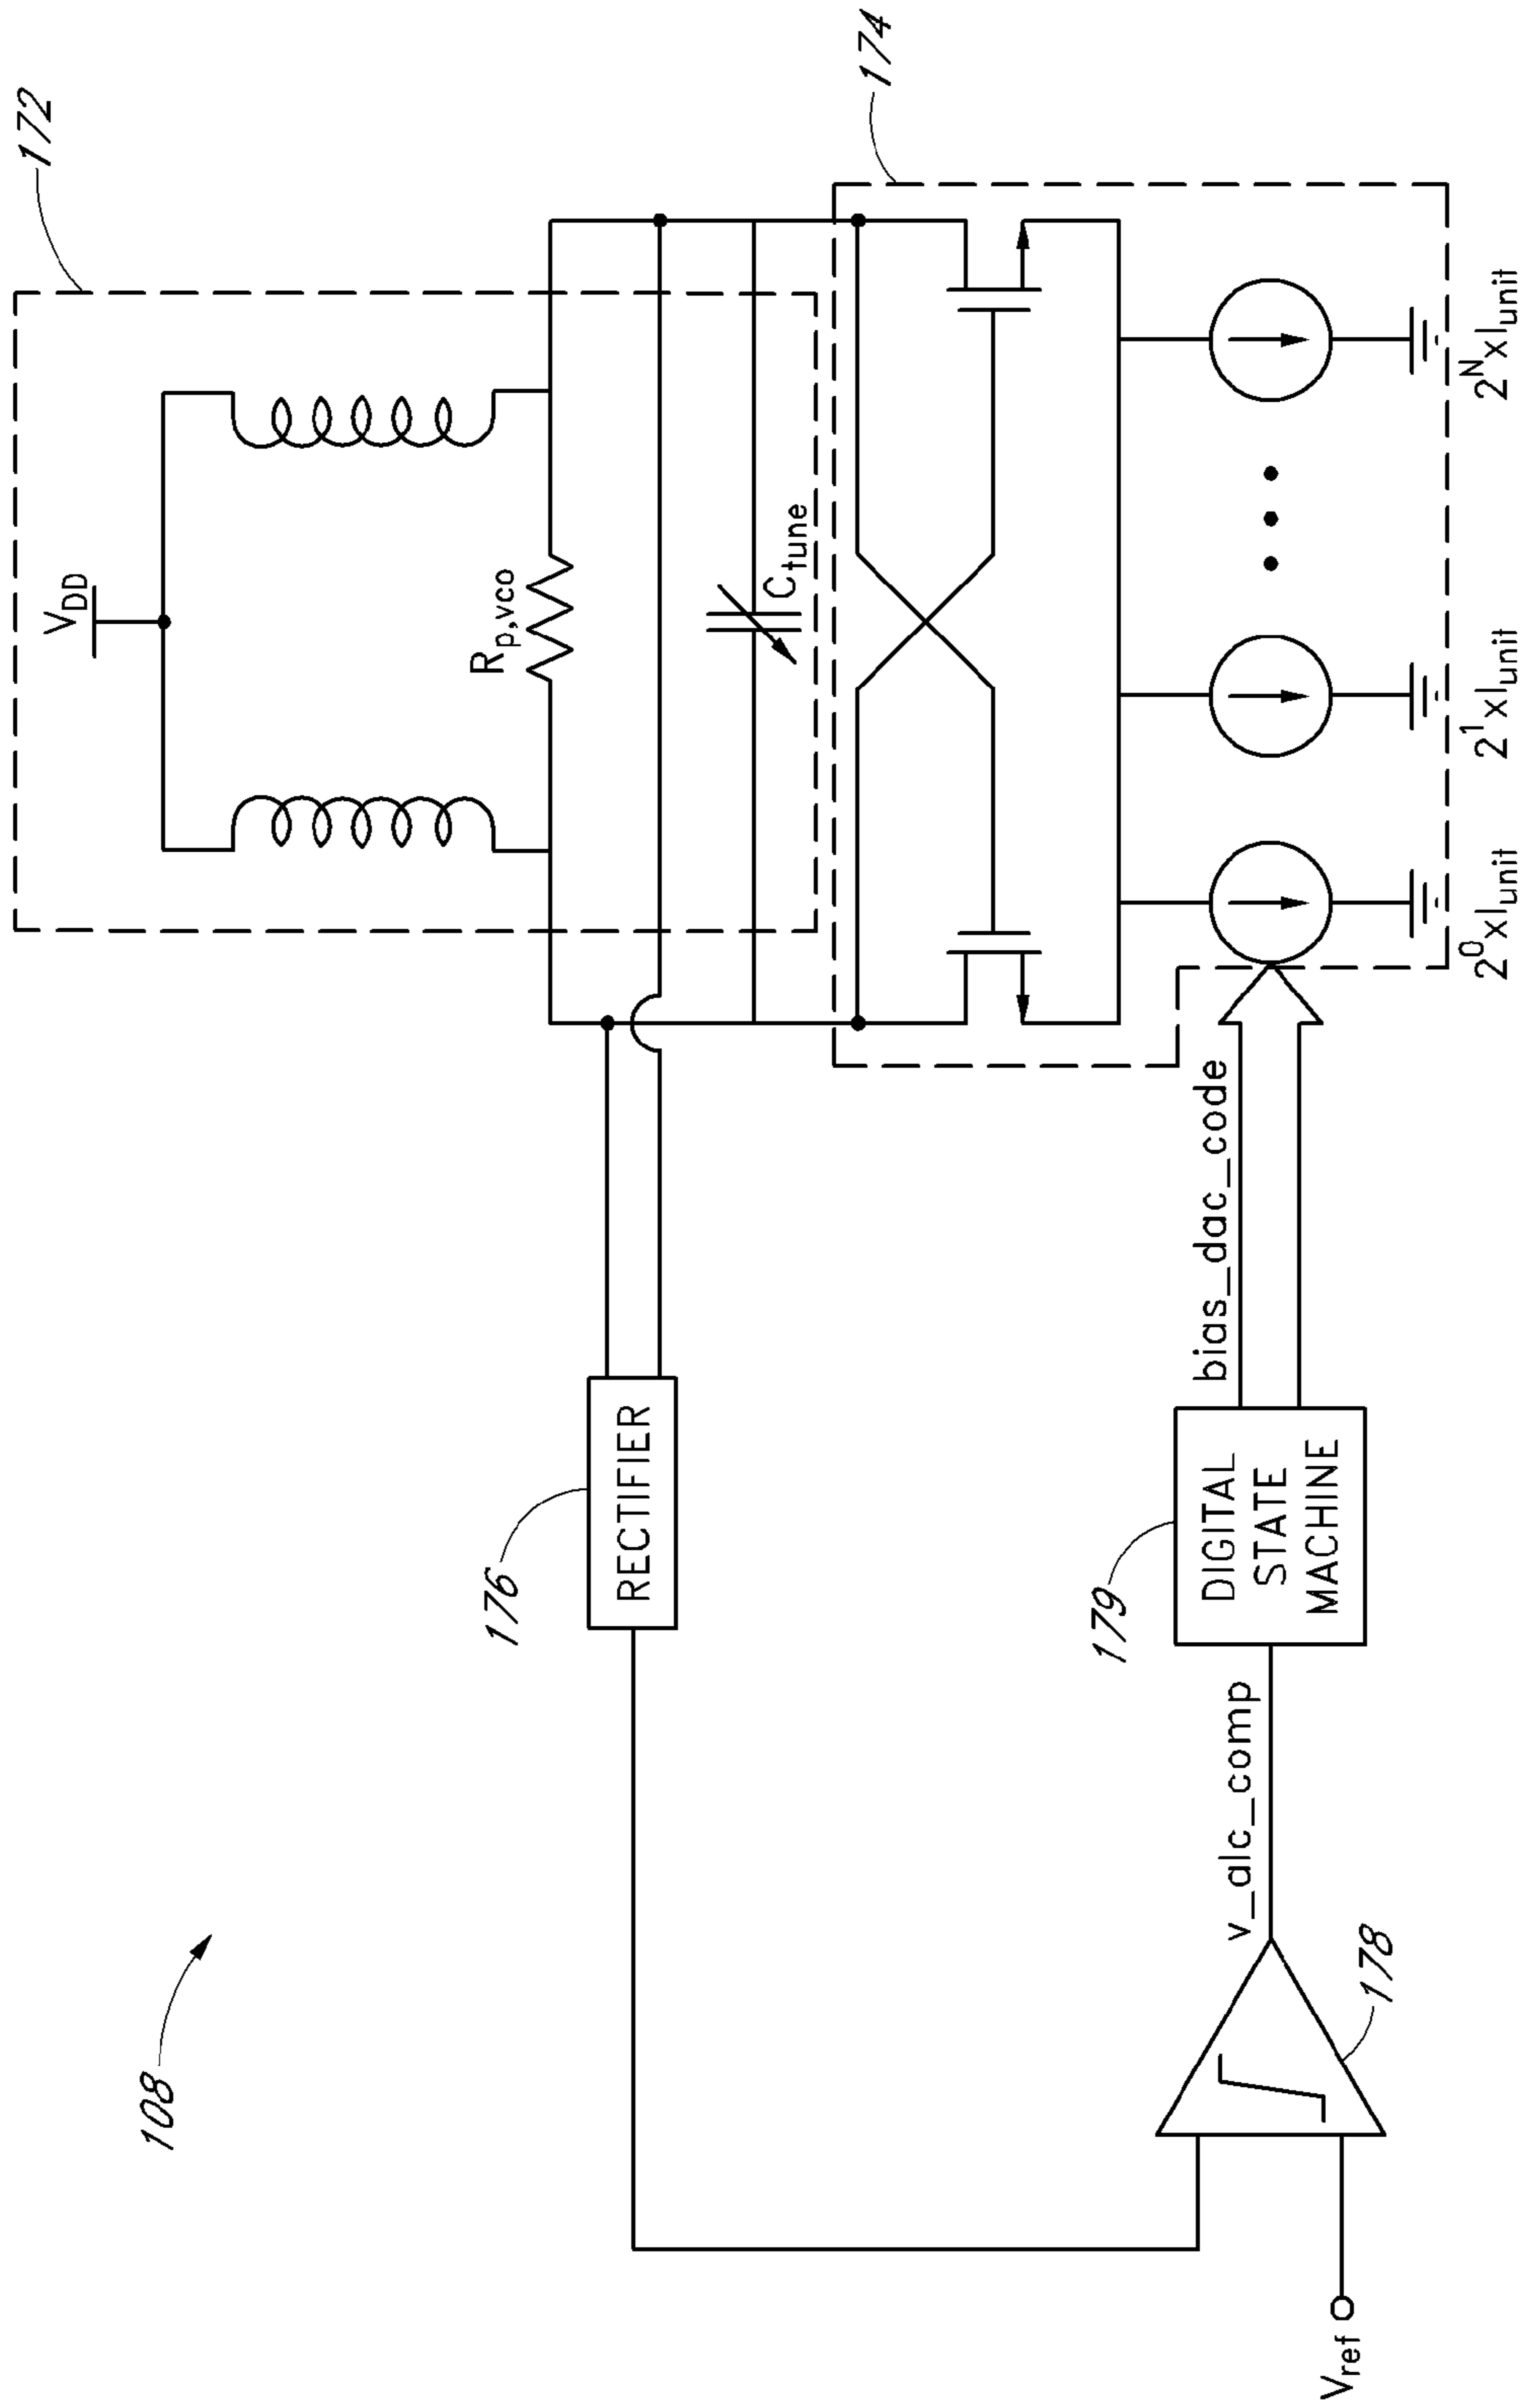 108
172
V_DD
R_p,vco
C_tune
174
176
RECTIFIER
178
V_ref
v_alc_comp
179
DIGITAL
STATE
MACHINE
bias_dac_code
2^0 x I_unit
2^1 x I_unit
2^N x I_unit